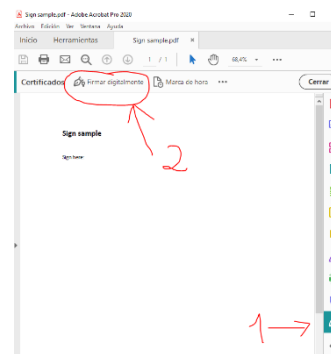 Sign sample.pdf - Adobe Acrobat Pro 2020
Archivo Edición Ver Ventana Ayuda
Inicio Herramientas Sign sample.pdf ×
1 / 1 68,4%
Certificados Firmar digitalmente Marca de hora Cerrar
Sign sample
Sign here:
2
1